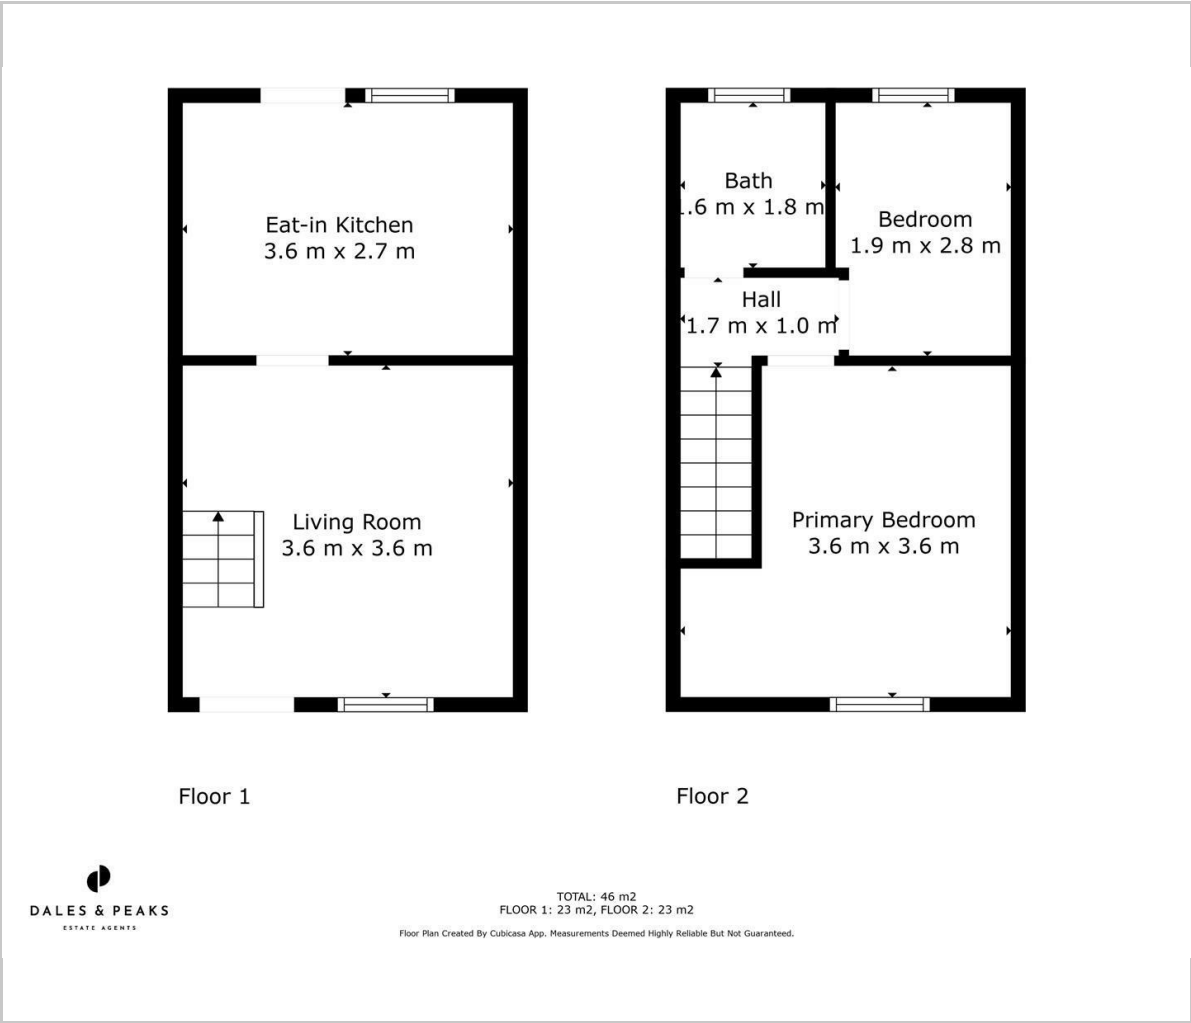 Eat-in Kitchen
3.6 m x 2.7 m
Living Room
3.6 m x 3.6 m
Floor 1
Bath
1.6 m x 1.8 m
Bedroom
1.9 m x 2.8 m
Hall
1.7 m x 1.0 m
Primary Bedroom
3.6 m x 3.6 m
Floor 2
DALES & PEAKS
ESTATE AGENTS
TOTAL: 46 m2
FLOOR 1: 23 m2, FLOOR 2: 23 m2
Floor Plan Created By Cubicasa App. Measurements Deemed Highly Reliable But Not Guaranteed.